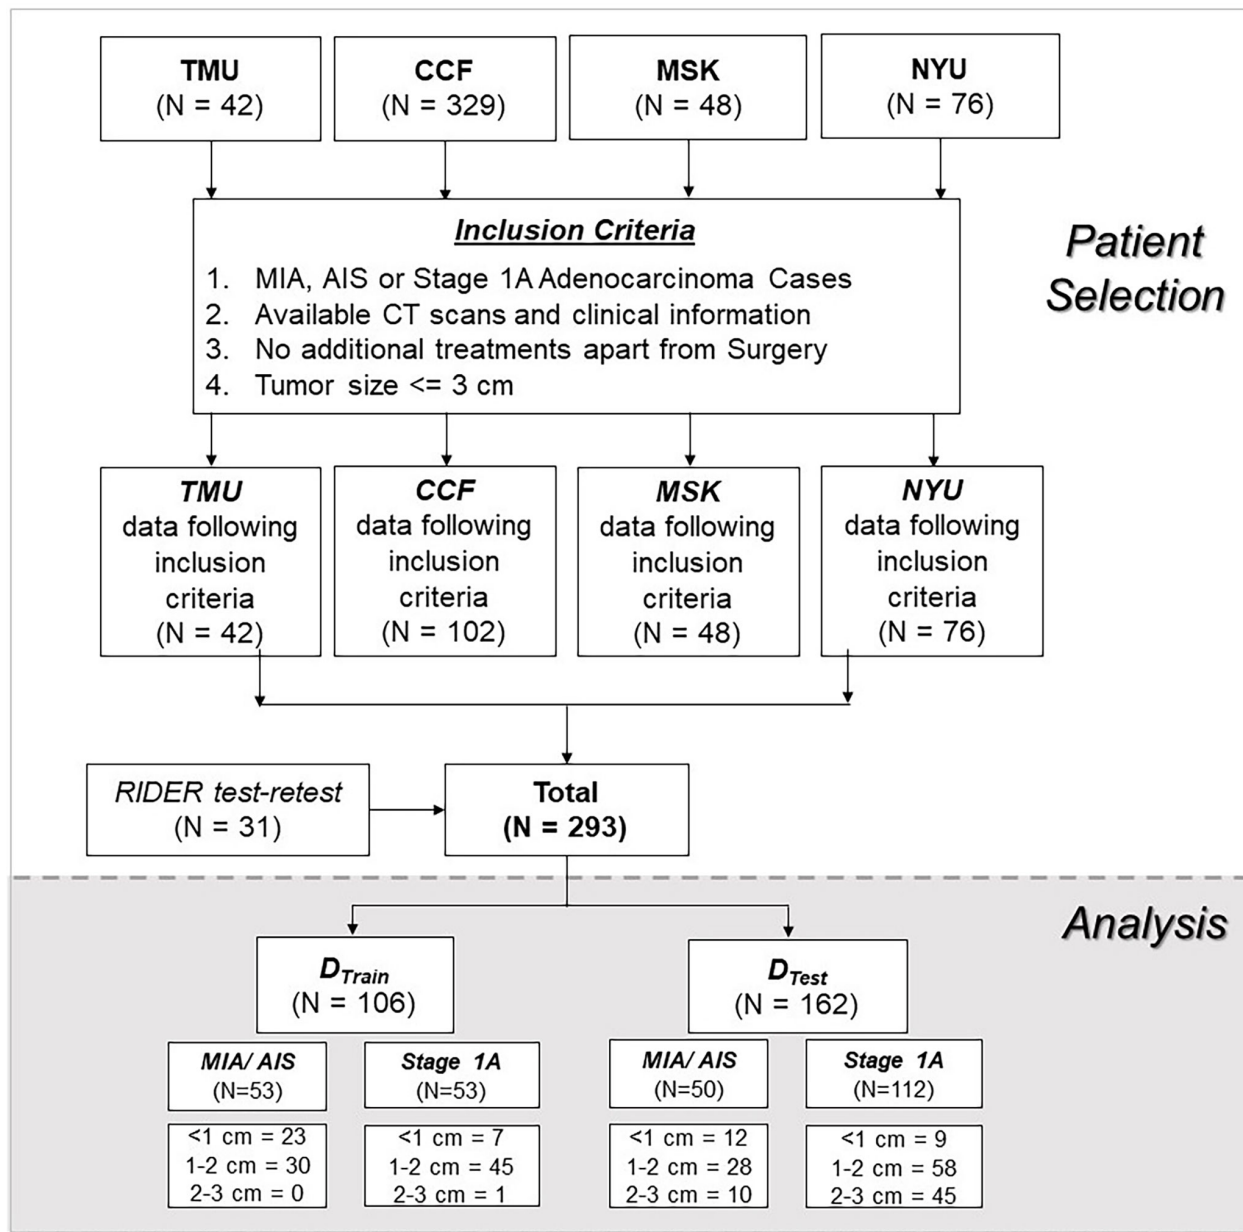 TMU
(N = 42)
CCF
(N = 329)
MSK
(N = 48)
NYU
(N = 76)
Inclusion Criteria
1. MIA, AIS or Stage 1A Adenocarcinoma Cases
2. Available CT scans and clinical information
3. No additional treatments apart from Surgery
4. Tumor size <= 3 cm
Patient
Selection
TMU
data following
inclusion
criteria
(N = 42)
CCF
data following
inclusion
criteria
(N = 102)
MSK
data following
inclusion
criteria
(N = 48)
NYU
data following
inclusion
criteria
(N = 76)
RIDER test-retest
(N = 31)
Total
(N = 293)
Analysis
DTrain
(N = 106)
DTest
(N = 162)
MIA/ AIS
(N=53)
Stage 1A
(N=53)
MIA/ AIS
(N=50)
Stage 1A
(N=112)
<1 cm = 23
1-2 cm = 30
2-3 cm = 0
<1 cm = 7
1-2 cm = 45
2-3 cm = 1
<1 cm = 12
1-2 cm = 28
2-3 cm = 10
<1 cm = 9
1-2 cm = 58
2-3 cm = 45